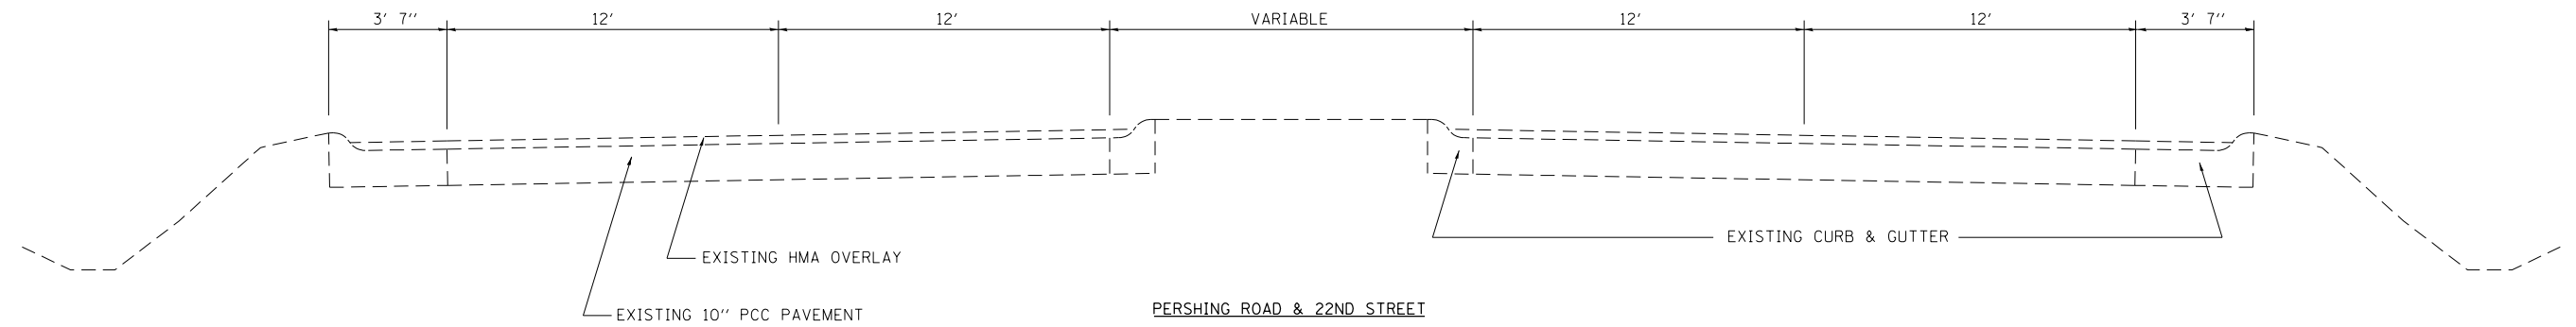 3' 7" 12' 12' VARIABLE 12' 12' 3' 7"
EXISTING CURB & GUTTER
EXISTING HMA OVERLAY
PERSHING ROAD & 22ND STREET
EXISTING 10" PCC PAVEMENT